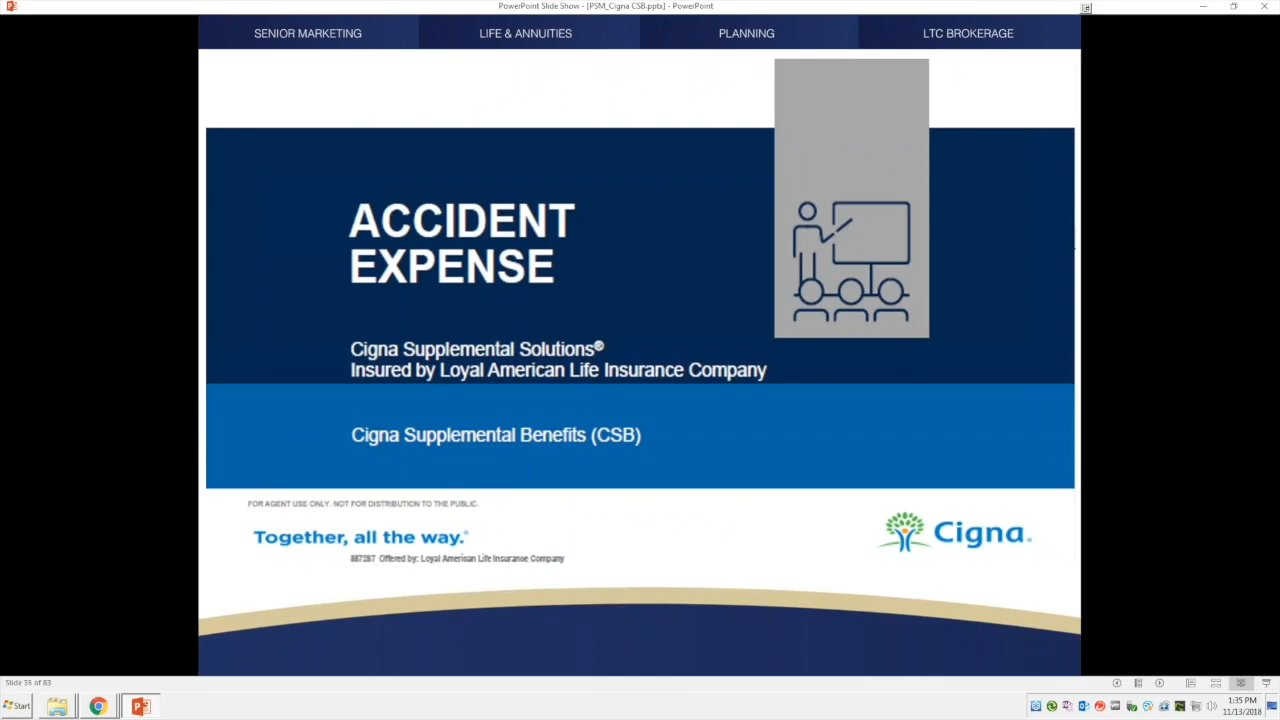 PowerPoint Slide Show - [PSM_Cigna CSB.pptx] - PowerPoint
SENIOR MARKETING
LIFE & ANNUITIES
PLANNING
LTC BROKERAGE
ACCIDENT
EXPENSE
Cigna Supplemental Solutions®
Insured by Loyal American Life Insurance Company
Cigna Supplemental Benefits (CSB)
FOR AGENT USE ONLY. NOT FOR DISTRIBUTION TO THE PUBLIC.
Together, all the way.®
Cigna.
Offered by: Loyal American Life Insurance Company
Slide 35 of 83
Start
1:35 PM
11/13/2018